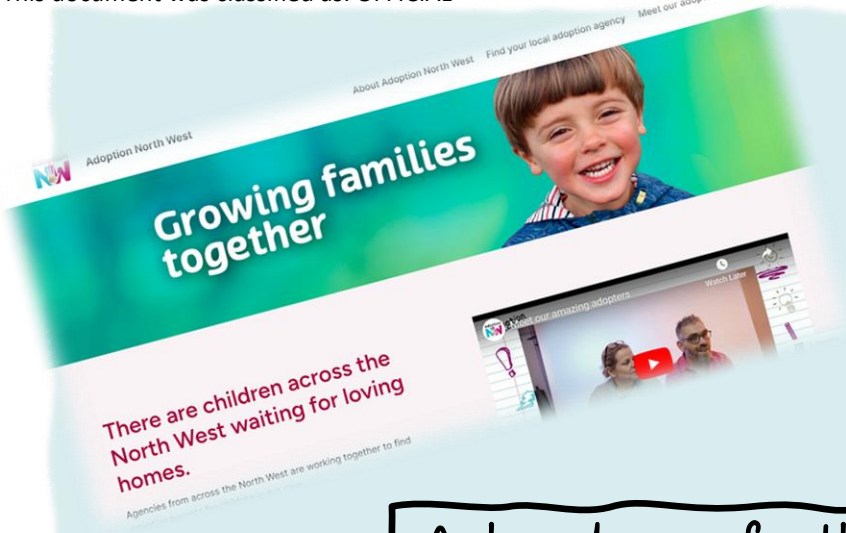 This document was classified as: OFFICIAL
About Adoption North West Find your local adoption agency Meet our
NW Adoption North West
Growing families
together
Meet our amazing adopters
Watch Later
There are children across the
North West waiting for loving
homes.
Agencies from across the North West are working together to find